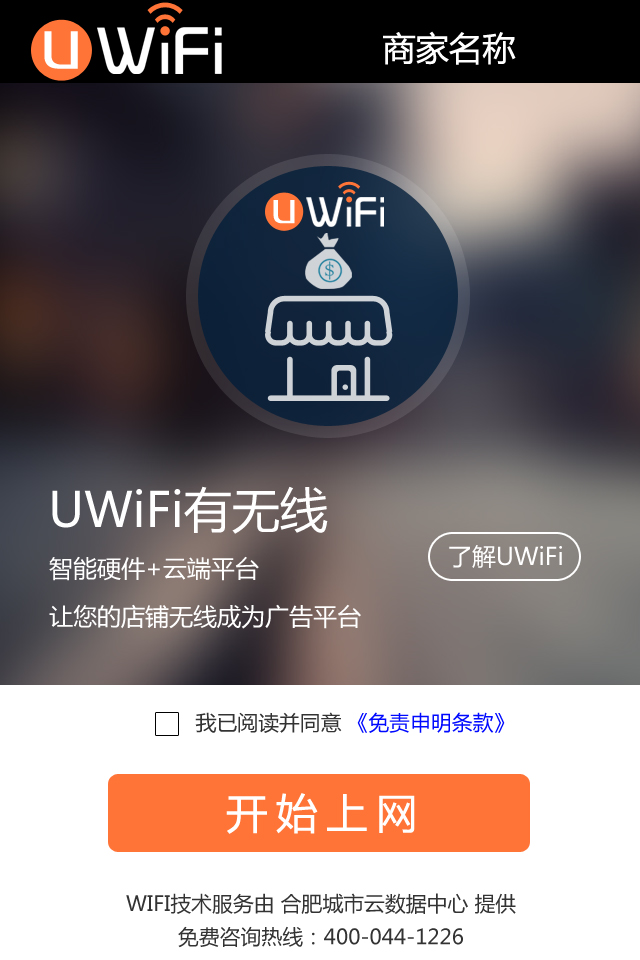 UWiFi
商家名称
UWiFi
$
UWiFi有无线
智能硬件+云端平台
了解UWiFi
让您的店铺无线成为广告平台
我已阅读并同意 《免责申明条款》
开始上网
WIFI技术服务由 合肥城市云数据中心 提供
免费咨询热线：400-044-1226